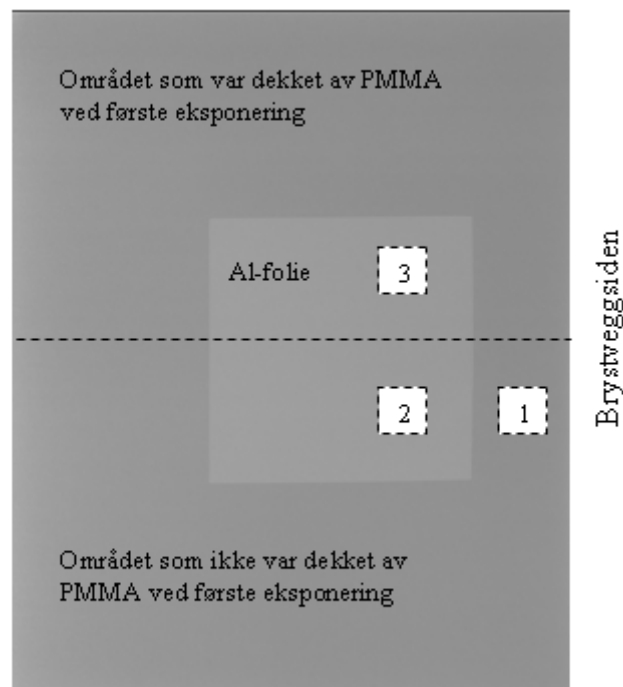 Området som var dekket av PMMA
ved første eksponering
Al-folie
3
2
1
Brystveggsiden
Området som ikke var dekket av
PMMA ved første eksponering